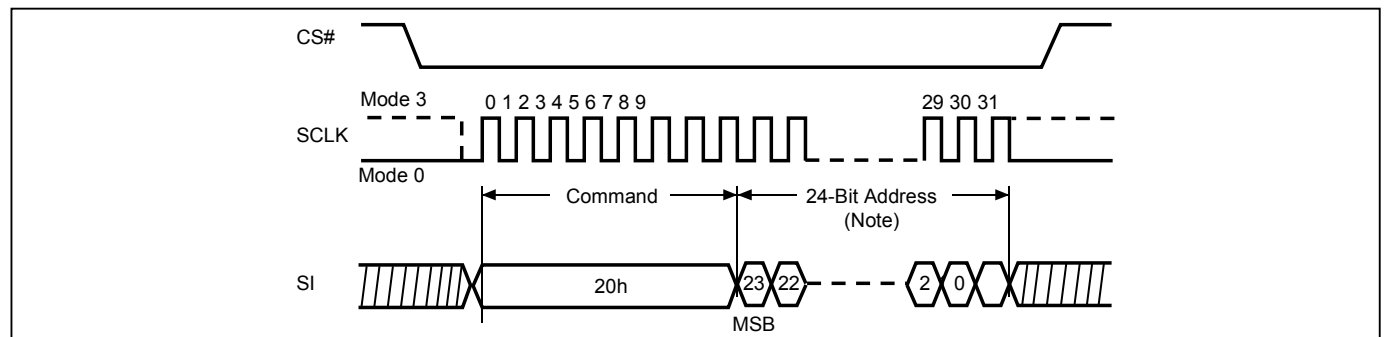 CS#
Mode 3
0 1 2 3 4 5 6 7 8 9 29 30 31
SCLK
Mode 0
Command 24-Bit Address
(Note)
SI 20h 23 22 2 0
MSB